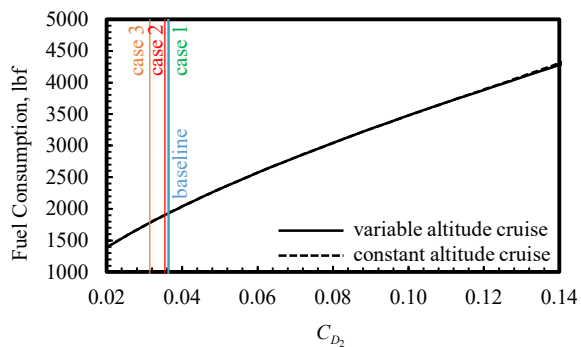 5000
4500
4000
3500
3000
2500
2000
1500
1000
Fuel Consumption, lbf
case 3
case 2
case 1
baseline
variable altitude cruise
constant altitude cruise
0.02 0.04 0.06 0.08 0.10 0.12 0.14
C_{D_2}